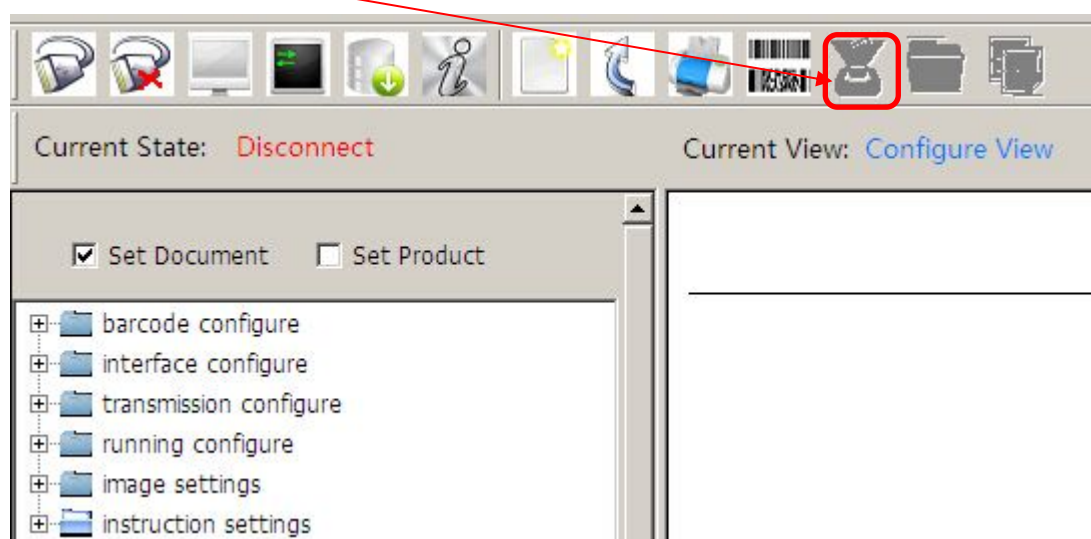 Current State: Disconnect
Current View: Configure View
Set Document
Set Product
barcode configure
interface configure
transmission configure
running configure
image settings
instruction settings